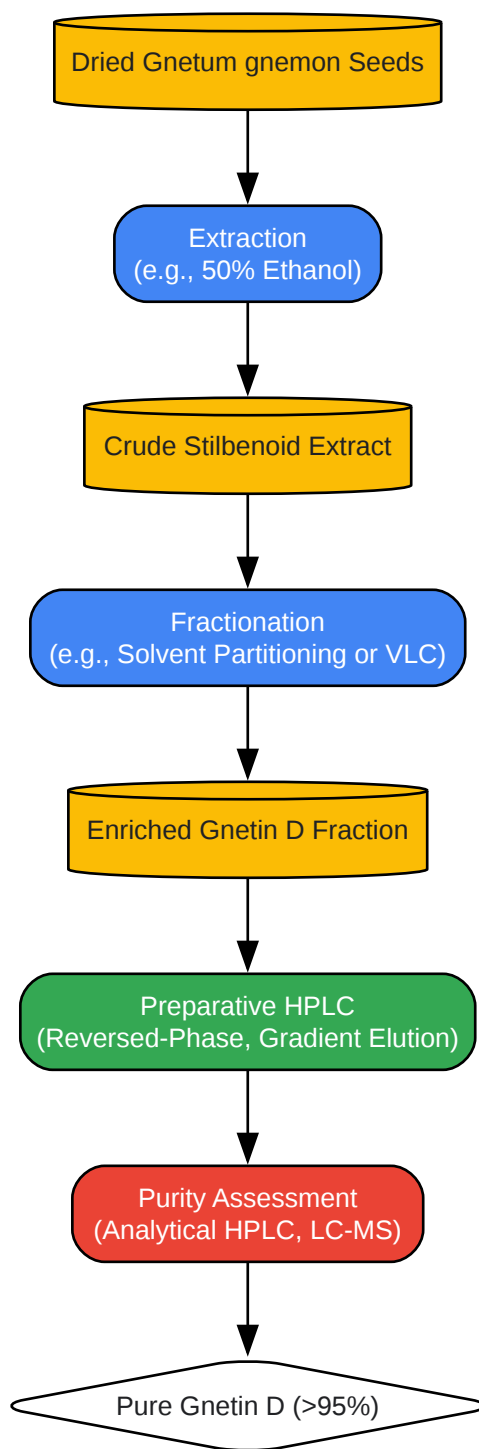 Dried Gnetum gnemon Seeds
Extraction
(e.g., 50% Ethanol)
Crude Stilbenoid Extract
Fractionation
(e.g., Solvent Partitioning or VLC)
Enriched Gnetin D Fraction
Preparative HPLC
(Reversed-Phase, Gradient Elution)
Purity Assessment
(Analytical HPLC, LC-MS)
Pure Gnetin D (>95%)